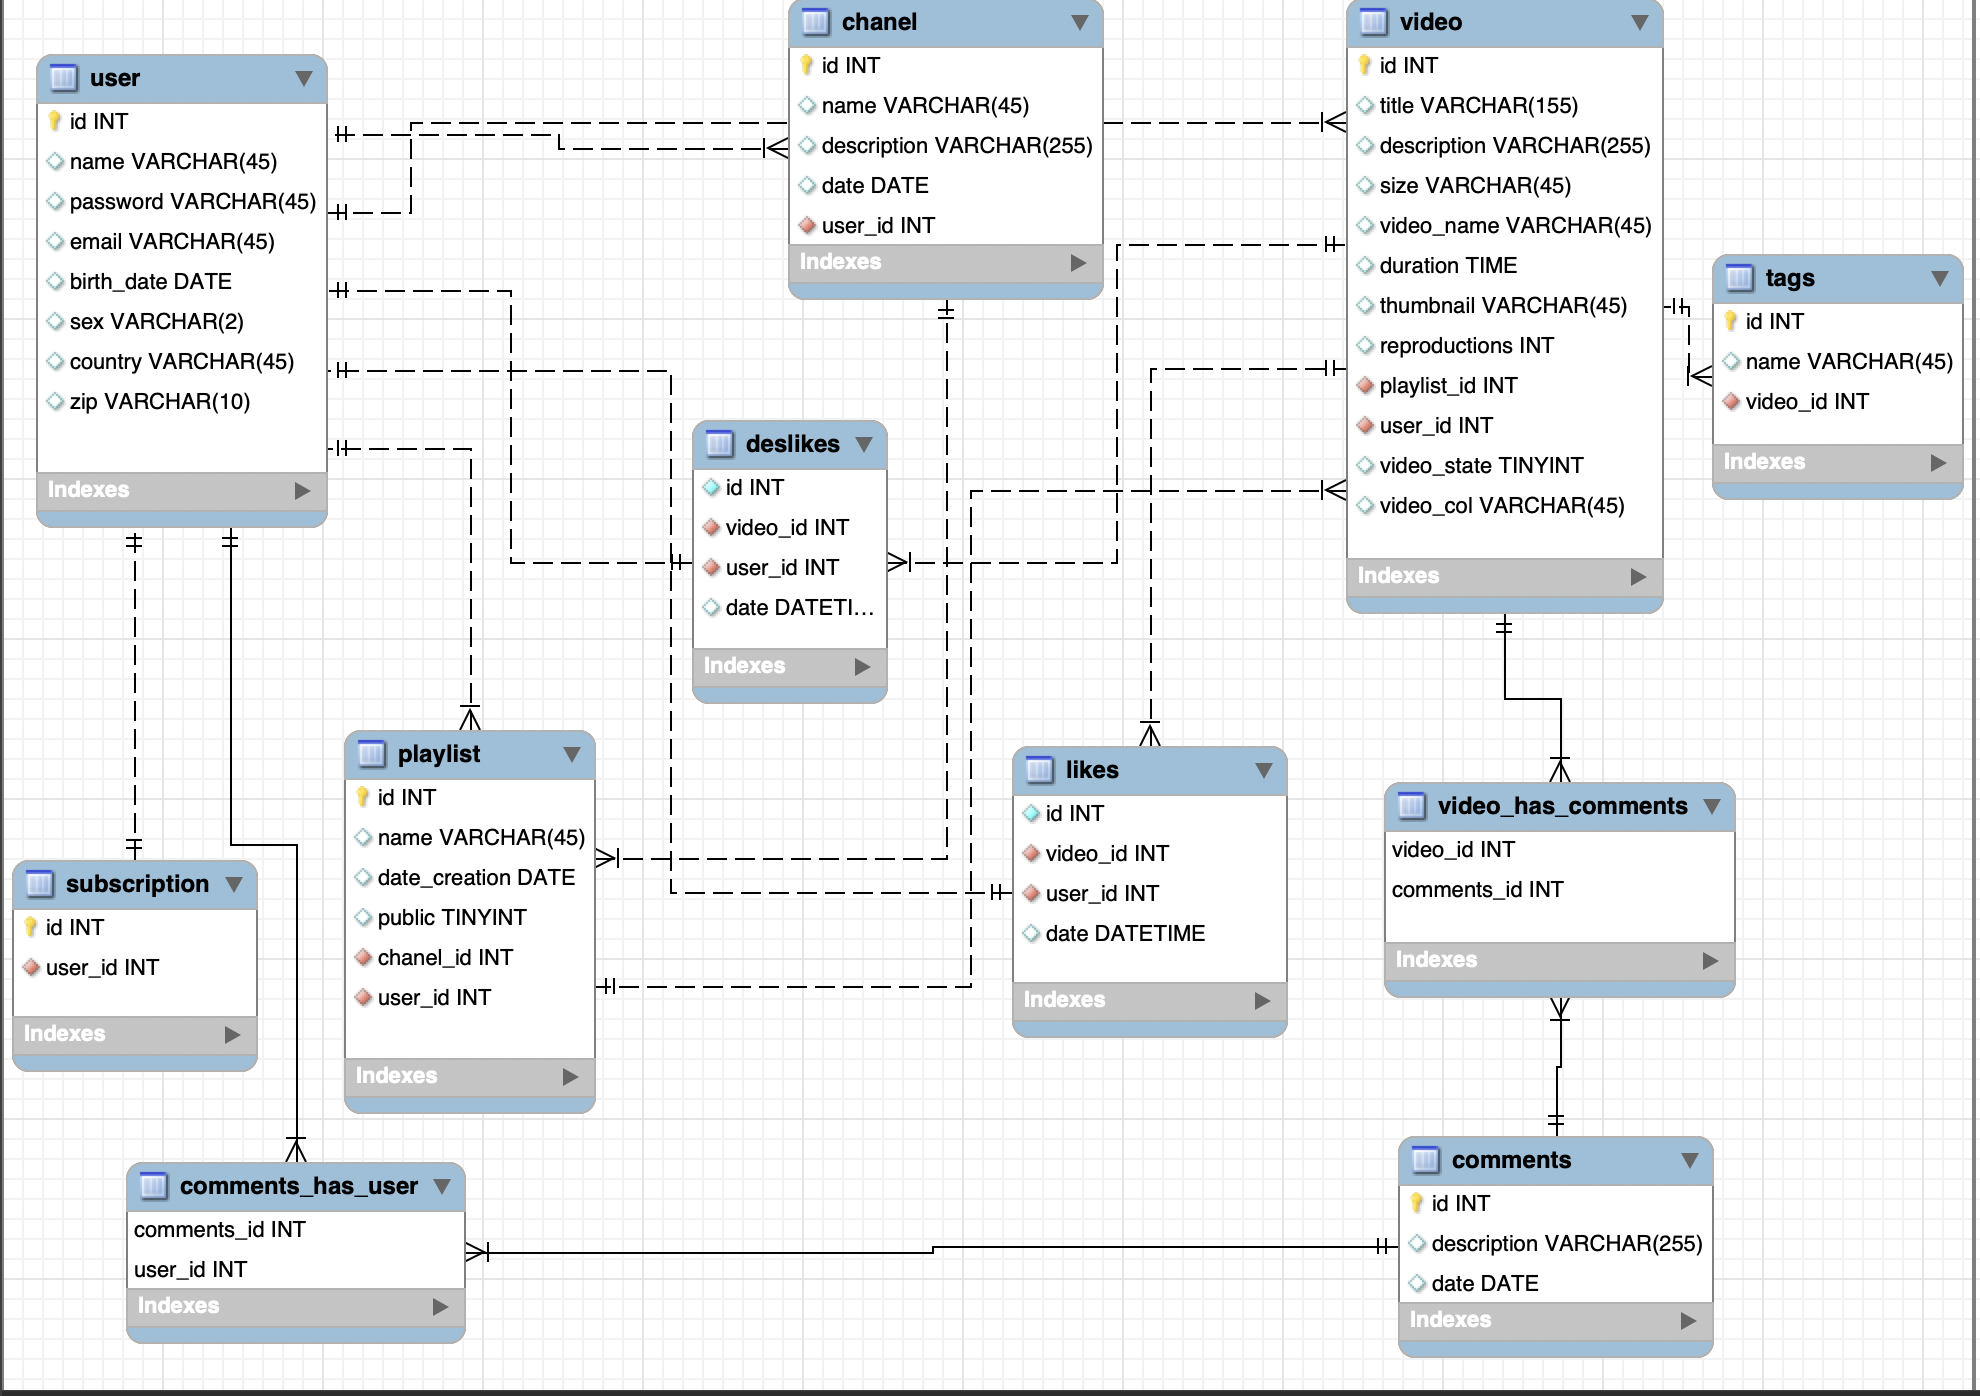 user
id INT
name VARCHAR(45)
password VARCHAR(45)
email VARCHAR(45)
birth_date DATE
sex VARCHAR(2)
country VARCHAR(45)
zip VARCHAR(10)
Indexes
chanel
id INT
name VARCHAR(45)
description VARCHAR(255)
date DATE
user_id INT
Indexes
video
id INT
title VARCHAR(155)
description VARCHAR(255)
size VARCHAR(45)
video_name VARCHAR(45)
duration TIME
thumbnail VARCHAR(45)
reproductions INT
playlist_id INT
user_id INT
video_state TINYINT
video_col VARCHAR(45)
Indexes
tags
id INT
name VARCHAR(45)
video_id INT
Indexes
deslikes
id INT
video_id INT
user_id INT
date DATETI...
Indexes
playlist
id INT
name VARCHAR(45)
date_creation DATE
public TINYINT
chanel_id INT
user_id INT
Indexes
likes
id INT
video_id INT
user_id INT
date DATETIME
Indexes
video_has_comments
video_id INT
comments_id INT
Indexes
subscription
id INT
user_id INT
Indexes
comments_has_user
comments_id INT
user_id INT
Indexes
comments
id INT
description VARCHAR(255)
date DATE
Indexes